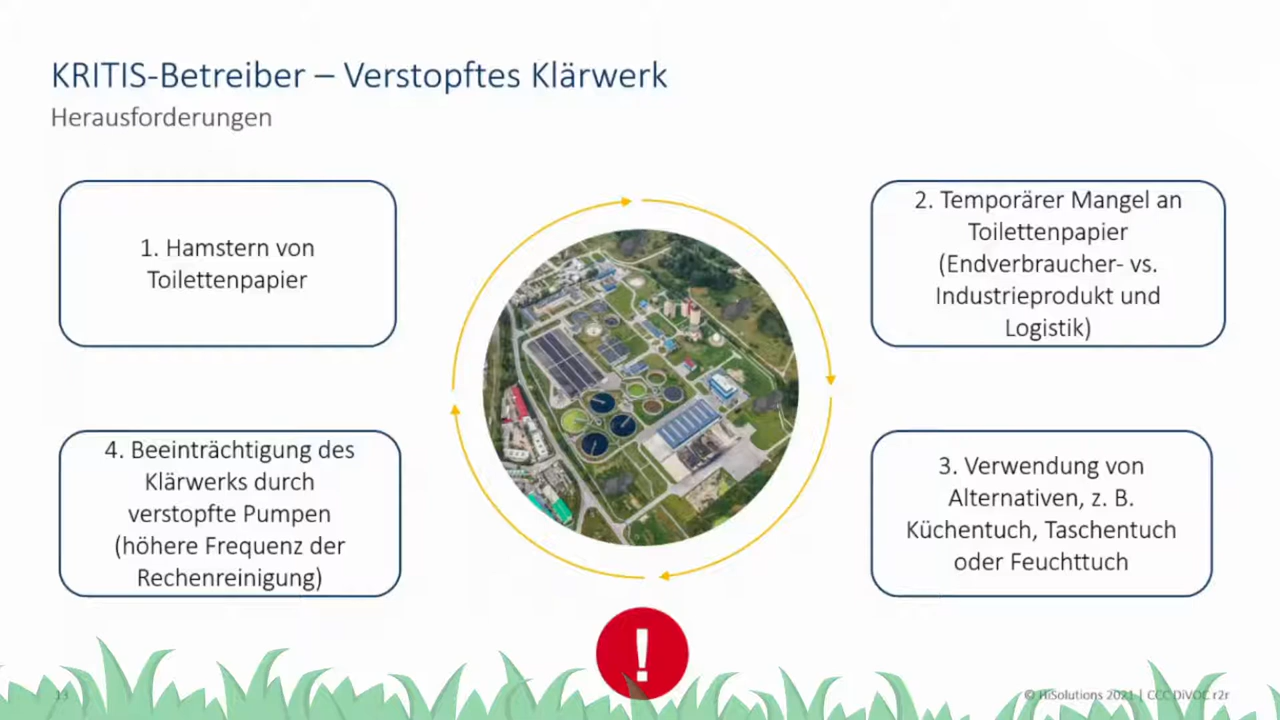 KRITIS-Betreiber – Verstopftes Klärwerk
Herausforderungen
1. Hamstern von
Toilettenpapier
2. Temporärer Mangel an
Toilettenpapier
(Endverbraucher- vs.
Industrieprodukt und
Logistik)
3. Verwendung von
Alternativen, z. B.
Küchentuch, Taschentuch
oder Feuchttuch
4. Beeinträchtigung des
Klärwerks durch
verstopfte Pumpen
(höhere Frequenz der
Rechenreinigung)
!
13
© HiSolutions 2021 | CCC DiVOC r2r